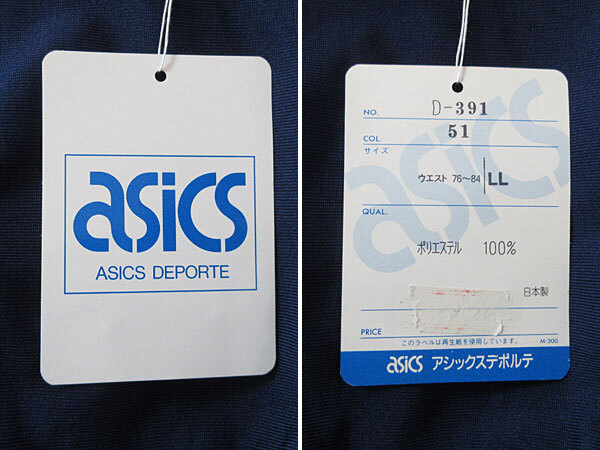 asics
ASICS DEPORTE
NO. D-391
COL. 51
サイズ
ウエスト 76〜84 LL
QUAL.
ポリエステル 100%
日本製
PRICE
このラベルは再生紙を使用しています。 M-300
asics アシックスデポルテ